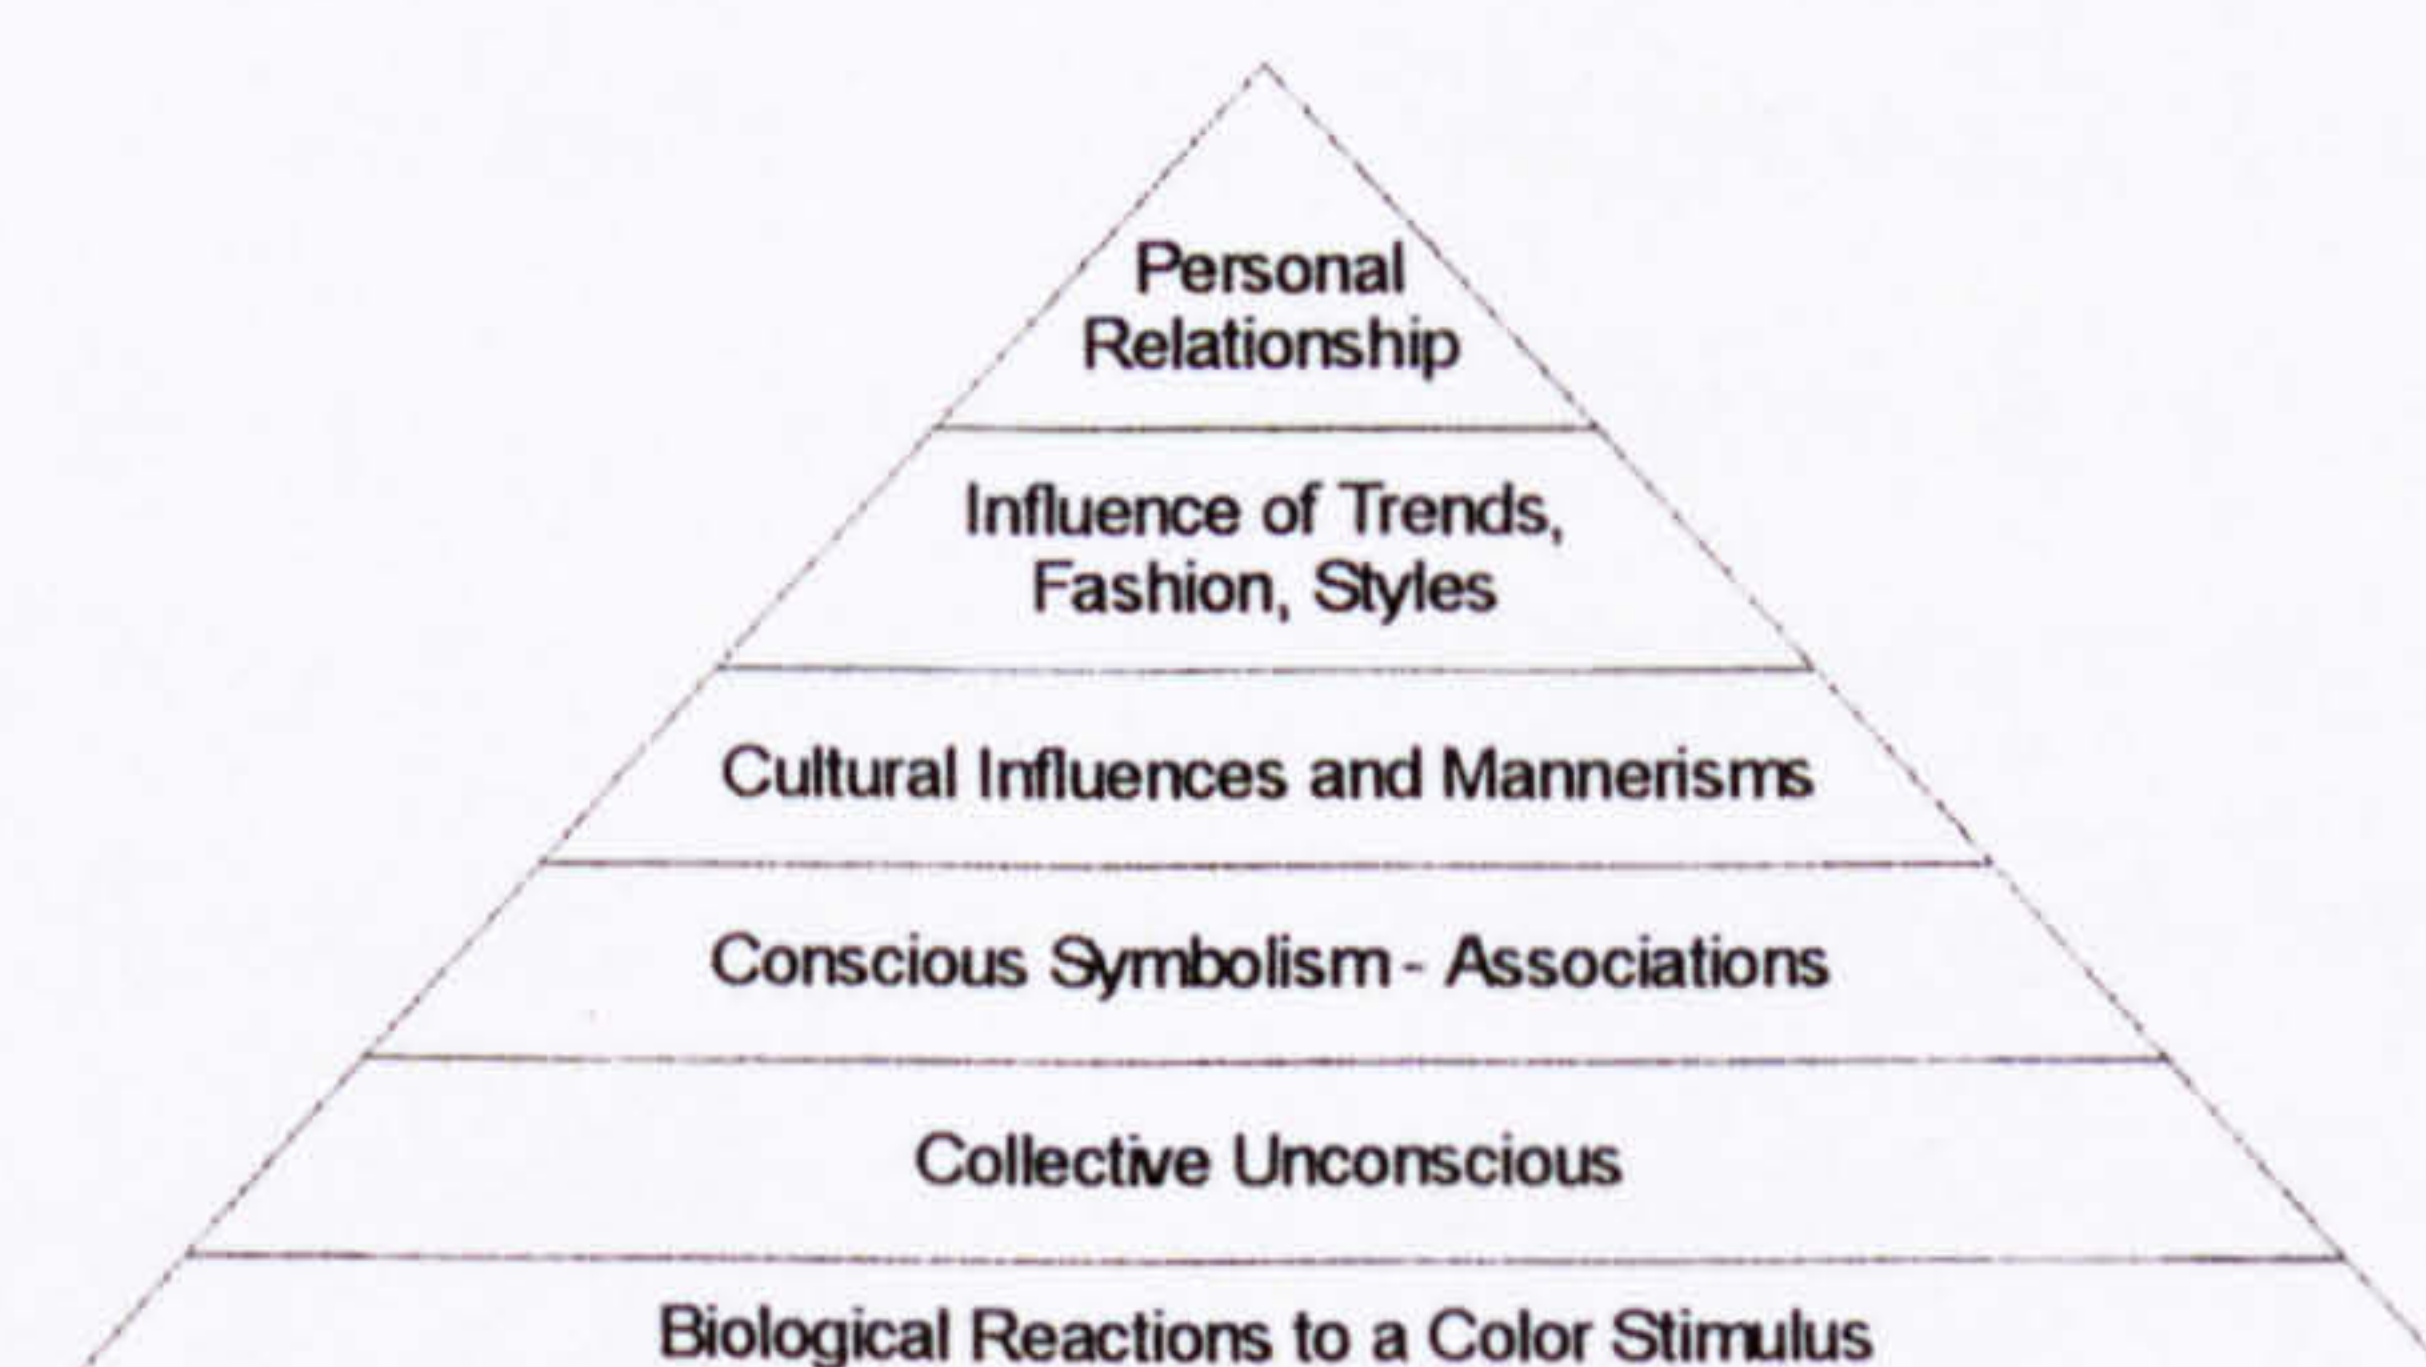 Personal
Relationship
Influence of Trends,
Fashion, Styles
Cultural Influences and Mannerisms
Conscious Symbolism - Associations
Collective Unconscious
Biological Reactions to a Color Stimulus